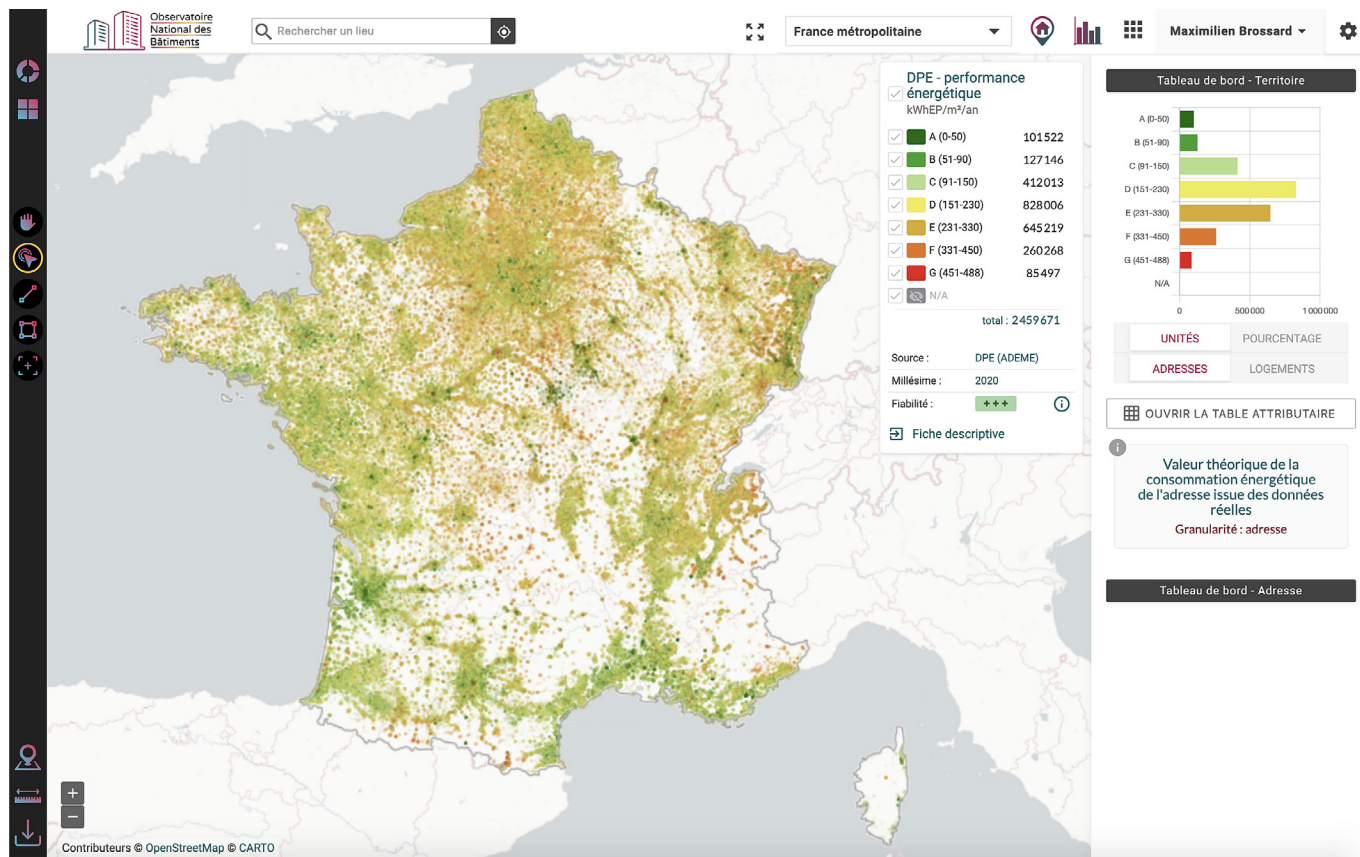 Observatoire
National des
Bâtiments
Rechercher un lieu
France métropolitaine
Maximilien Brossard
DPE - performance
énergétique
kWhEP/m²/an
A (0-50) 101522
B (51-90) 127146
C (91-150) 412013
D (151-230) 828006
E (231-330) 645219
F (331-450) 260268
G (451-488) 85497
N/A
total : 2459671
Source : DPE (ADEME)
Millésime : 2020
Fiabilité : +++
Fiche descriptive
Tableau de bord - Territoire
A (0-50)
B (51-90)
C (91-150)
D (151-230)
E (231-330)
F (331-450)
G (451-488)
N/A
0 500000 1000000
UNITÉS POURCENTAGE
ADRESSES LOGEMENTS
OUVRIR LA TABLE ATTRIBUTAIRE
Valeur théorique de la
consommation énergétique
de l'adresse issue des données
réelles
Granularité : adresse
Tableau de bord - Adresse
+
−
Contributeurs © OpenStreetMap © CARTO